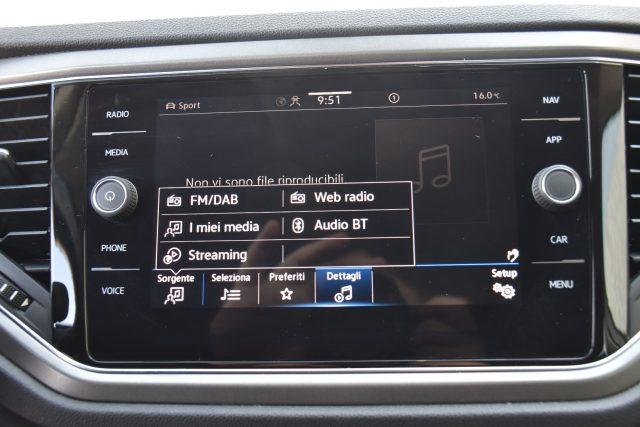 RADIO
MEDIA
PHONE
VOICE
Sport 9:51 1 16.0 °C
Non vi sono file riproducibili.
FM/DAB Web radio
I miei media Audio BT
Streaming
Sorgente Seleziona Preferiti Dettagli Setup
NAV
APP
CAR
MENU